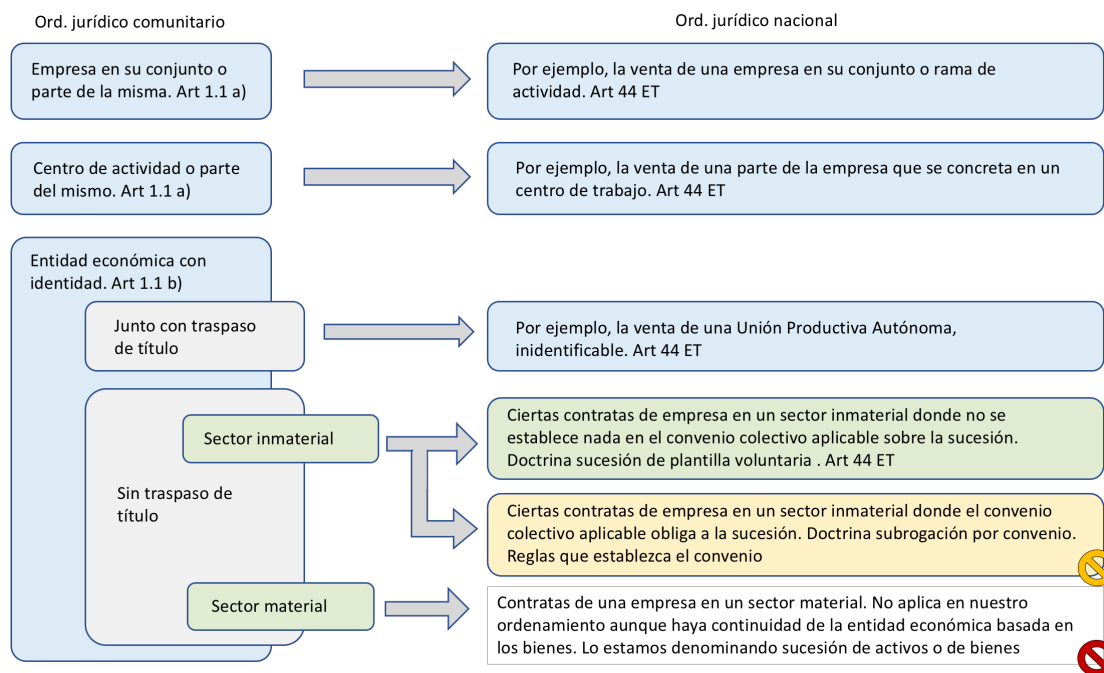 Ord. jurídico comunitario
Ord. jurídico nacional
Empresa en su conjunto o
parte de la misma. Art 1.1 a)
Por ejemplo, la venta de una empresa en su conjunto o rama de
actividad. Art 44 ET
Centro de actividad o parte
del mismo. Art 1.1 a)
Por ejemplo, la venta de una parte de la empresa que se concreta en un
centro de trabajo. Art 44 ET
Entidad económica con
identidad. Art 1.1 b)
Junto con traspaso
de título
Por ejemplo, la venta de una Unión Productiva Autónoma,
inidentificable. Art 44 ET
Sin traspaso de
título
Sector inmaterial
Ciertas contratas de empresa en un sector inmaterial donde no se
establece nada en el convenio colectivo aplicable sobre la sucesión.
Doctrina sucesión de plantilla voluntaria . Art 44 ET
Ciertas contratas de empresa en un sector inmaterial donde el convenio
colectivo aplicable obliga a la sucesión. Doctrina subrogación por convenio.
Reglas que establezca el convenio
Sector material
Contratas de una empresa en un sector material. No aplica en nuestro
ordenamiento aunque haya continuidad de la entidad económica basada en
los bienes. Lo estamos denominando sucesión de activos o de bienes